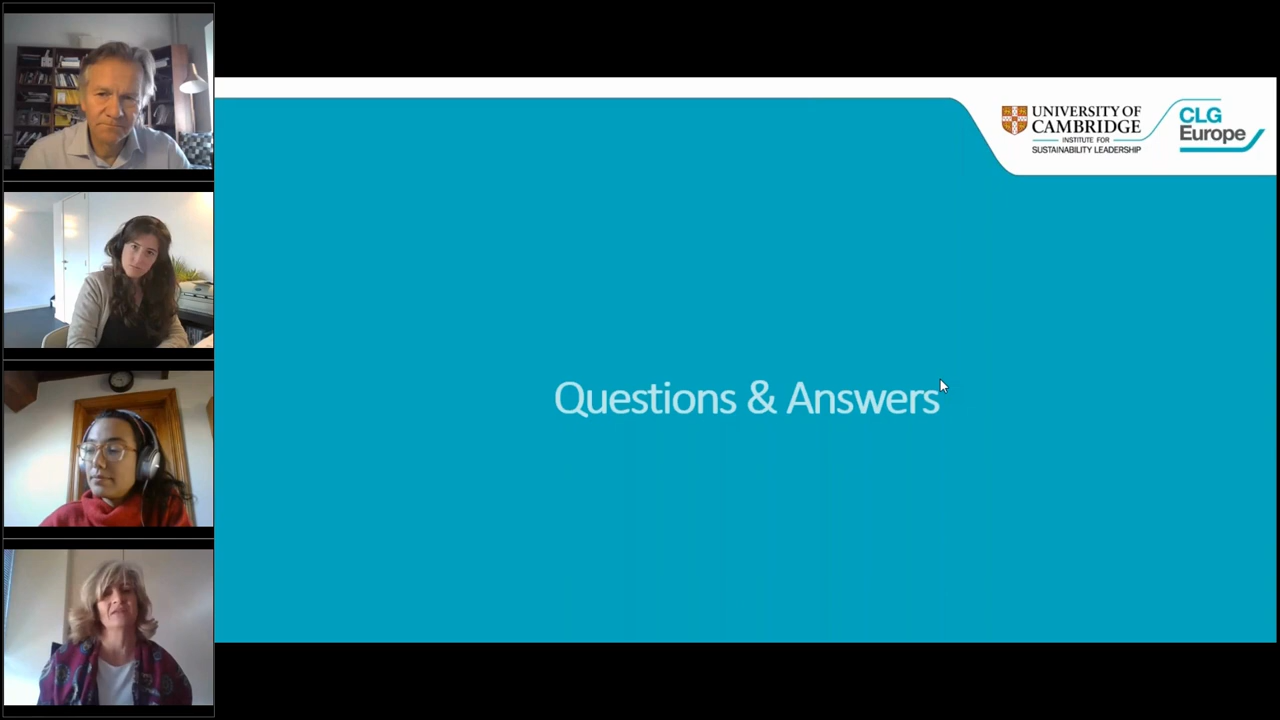 UNIVERSITY OF
CAMBRIDGE
INSTITUTE FOR
SUSTAINABILITY LEADERSHIP
CLG
Europe
Questions & Answers